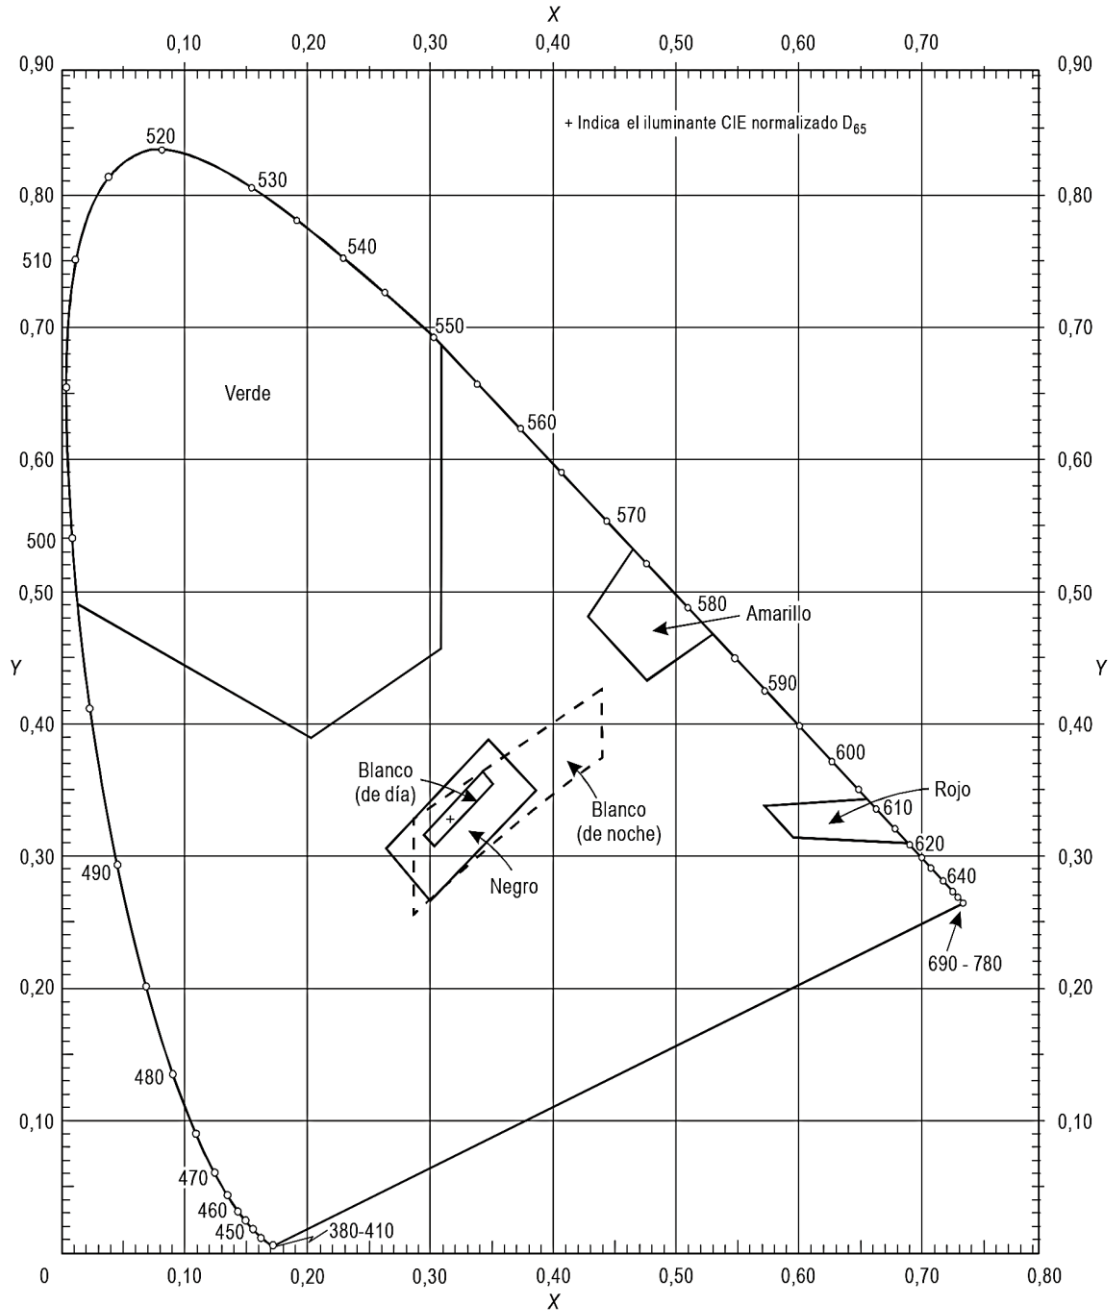 X
0,10 0,20 0,30 0,40 0,50 0,60 0,70
0,90 0,90
+ Indica el iluminante CIE normalizado D65
520
530
0,80 0,80
540
510
0,70 550 0,70
Verde
560
0,60 0,60
570
500
0,50 580 0,50
Amarillo
Y Y
590
0,40 0,40
600
Blanco
(de día)
Rojo
Blanco
(de noche)
610
620
0,30 0,30
Negro
490 640
690 - 780
0,20 0,20
480
0,10 0,10
470
460
450 380-410
0 0,10 0,20 0,30 0,40 0,50 0,60 0,70 0,80
X